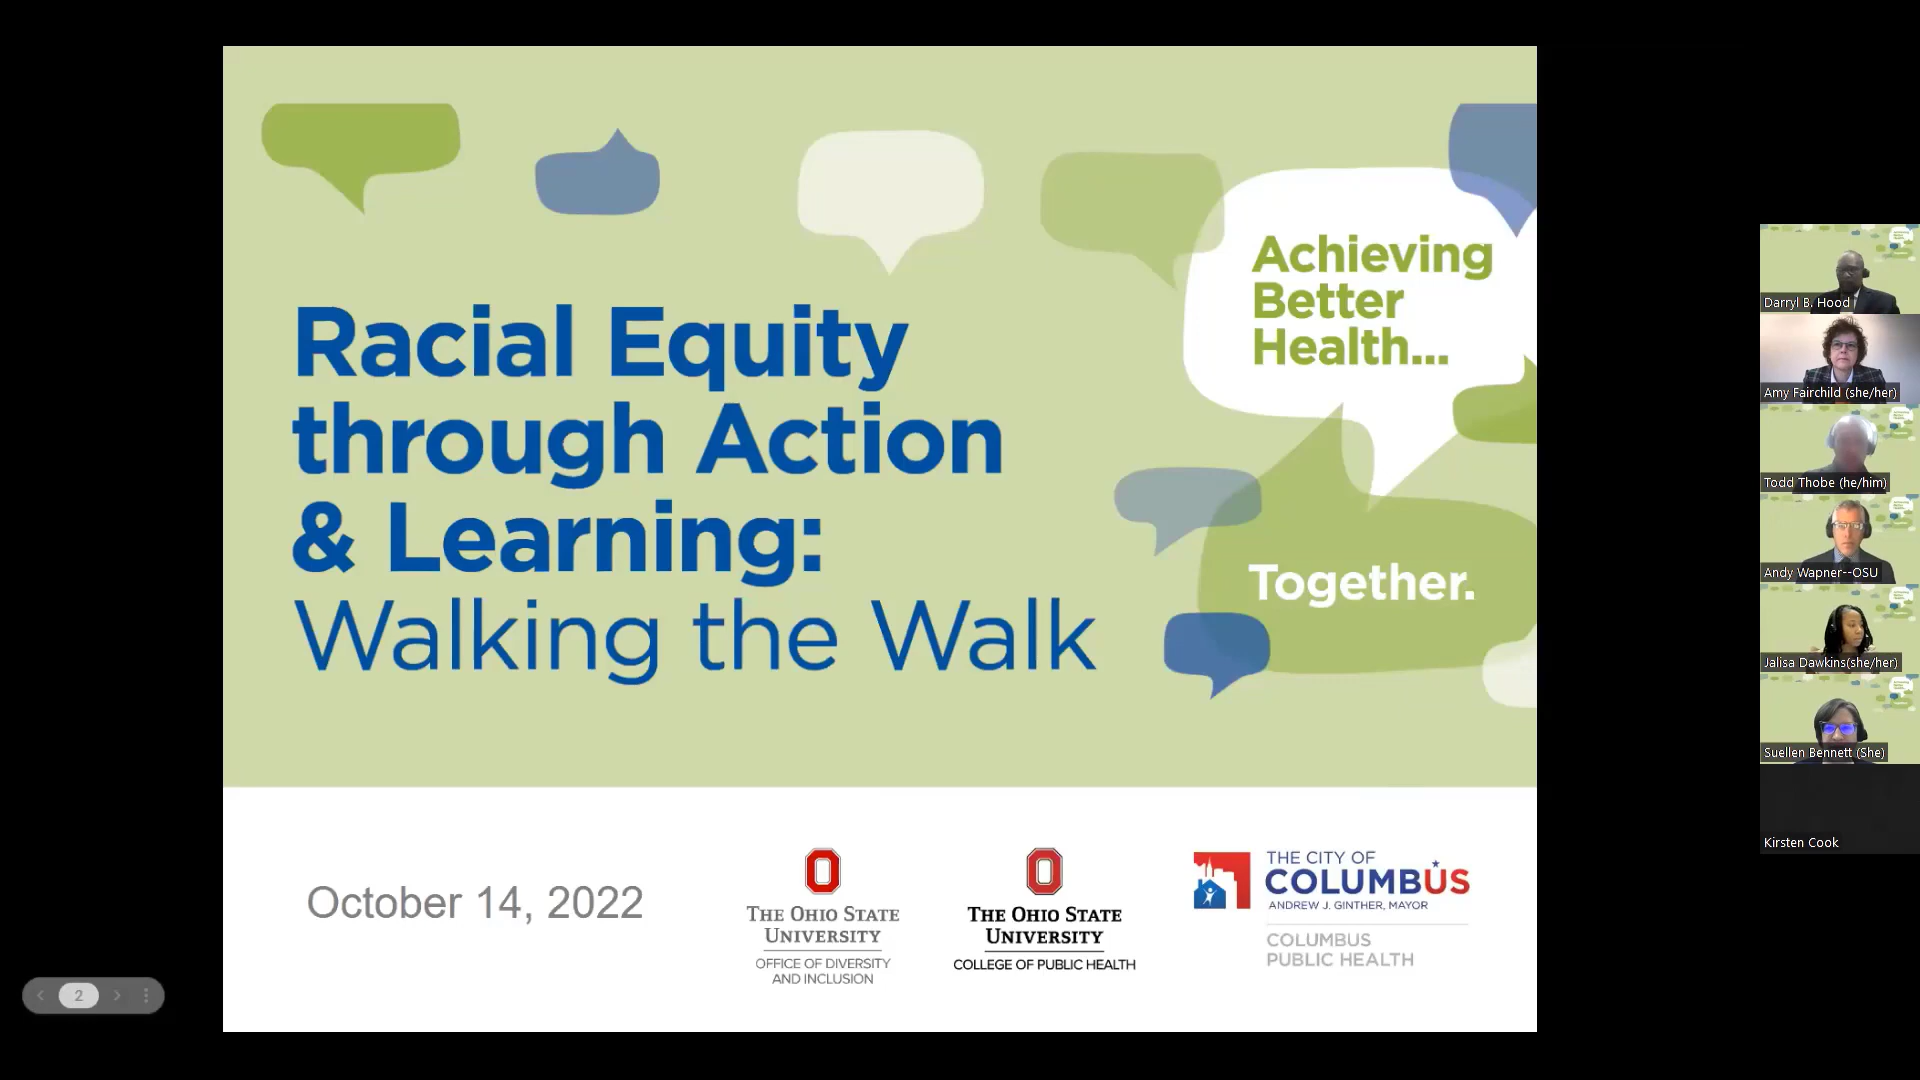 Racial Equity
through Action
& Learning:
Walking the Walk
Achieving
Better
Health...
Together.
October 14, 2022
THE OHIO STATE
UNIVERSITY
OFFICE OF DIVERSITY
AND INCLUSION
THE OHIO STATE
UNIVERSITY
COLLEGE OF PUBLIC HEALTH
THE CITY OF
COLUMBUS
ANDREW J. GINTHER, MAYOR
COLUMBUS
PUBLIC HEALTH
2
Darryl B. Hood
Amy Fairchild (she/her)
Todd Thobe (he/him)
Andy Wapner--OSU
Jalisa Dawkins(she/her)
Suellen Bennett (She)
Kirsten Cook